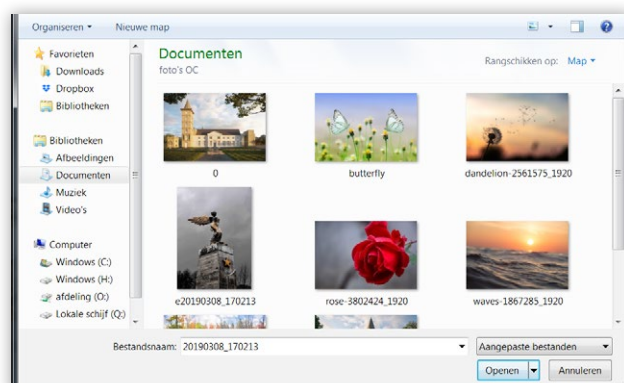 Organiseren
Nieuwe map
Favorieten
Downloads
Dropbox
Bibliotheken
Bibliotheken
Afbeeldingen
Documenten
Muziek
Video's
Computer
Windows (C:)
Windows (H:)
afdeling (O:)
Lokale schijf (Q:)
Documenten
foto's OC
Rangschikken op: Map
0
butterfly
dandelion-2561575_1920
e20190308_170213
rose-3802424_1920
waves-1867285_1920
Bestandsnaam: 20190308_170213
Aangepaste bestanden
Openen
Annuleren